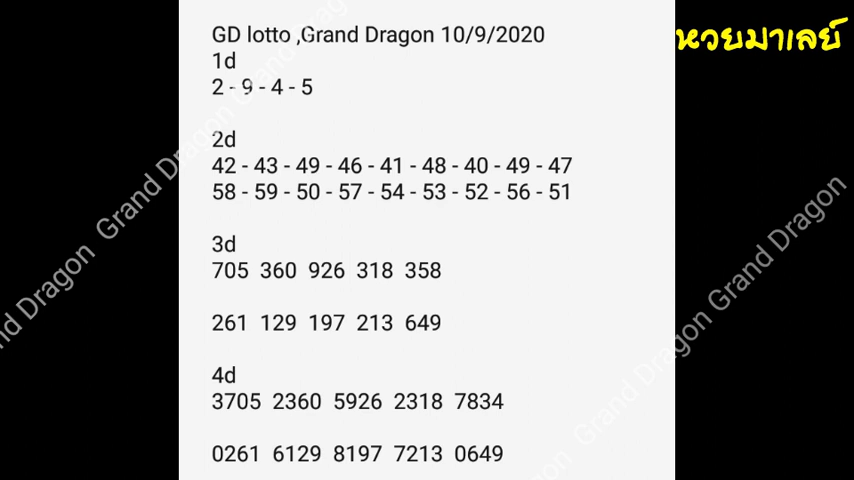 GD lotto ,Grand Dragon 10/9/2020
หวยมาเลย์
1d
2 - 9 - 4 - 5
2d
42 - 43 - 49 - 46 - 41 - 48 - 40 - 49 - 47
58 - 59 - 50 - 57 - 54 - 53 - 52 - 56 - 51
3d
705 360 926 318 358
261 129 197 213 649
4d
3705 2360 5926 2318 7834
0261 6129 8197 7213 0649
Grand Dragon Grand Dragon Grand Dragon
Grand Dragon Grand Dragon